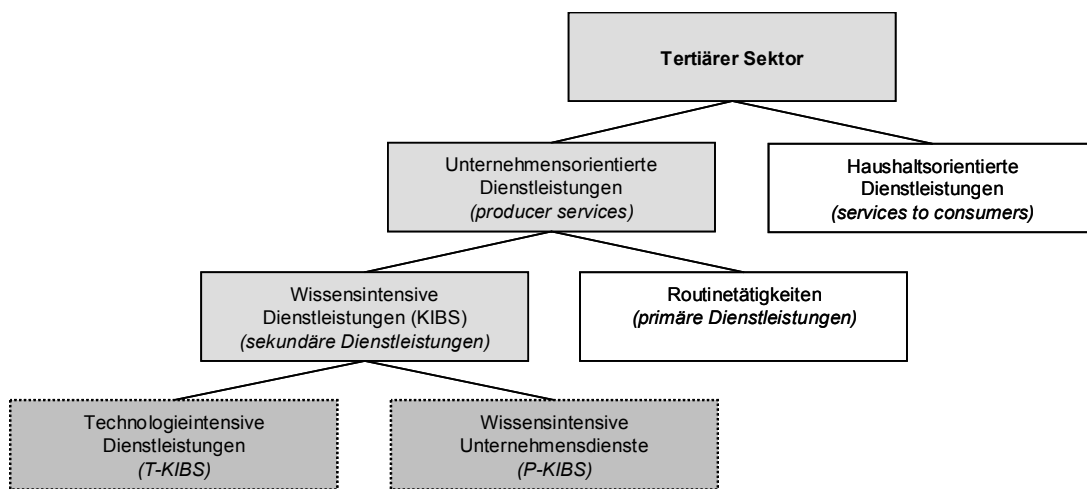 Tertiärer Sektor
Unternehmensorientierte
Dienstleistungen
(producer services)
Haushaltsorientierte
Dienstleistungen
(services to consumers)
Wissensintensive
Dienstleistungen (KIBS)
(sekundäre Dienstleistungen)
Routinetätigkeiten
(primäre Dienstleistungen)
Technologieintensive
Dienstleistungen
(T-KIBS)
Wissensintensive
Unternehmensdienste
(P-KIBS)